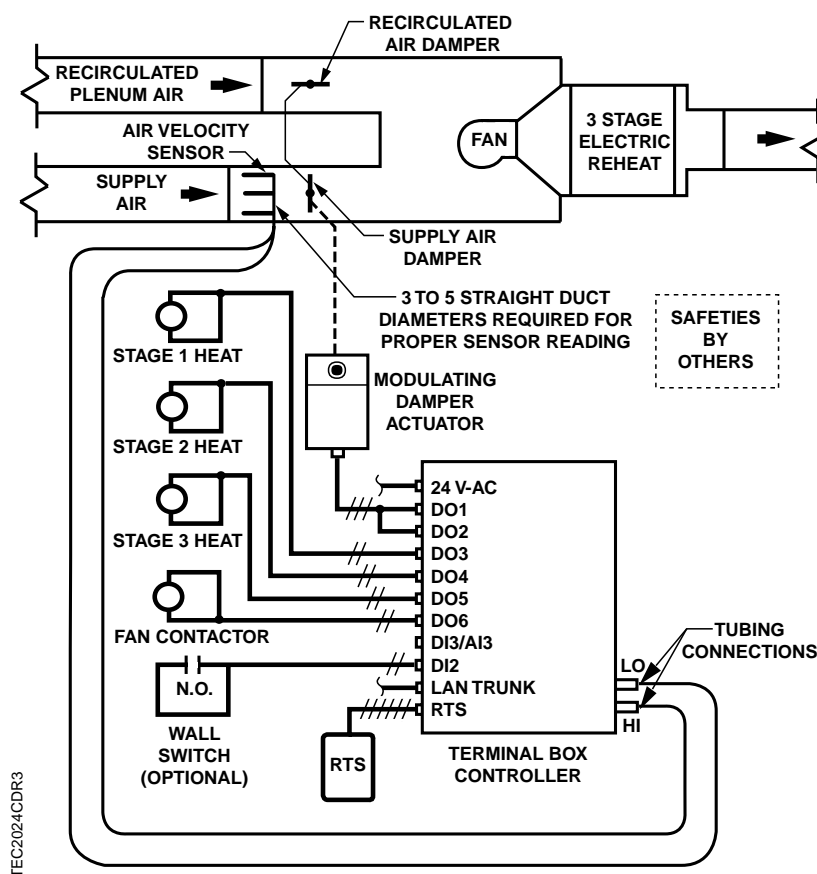 RECIRCULATED
AIR DAMPER
RECIRCULATED
PLENUM AIR
AIR VELOCITY
SENSOR
FAN
3 STAGE
ELECTRIC
REHEAT
SUPPLY
AIR
SUPPLY AIR
DAMPER
3 TO 5 STRAIGHT DUCT
DIAMETERS REQUIRED FOR
PROPER SENSOR READING
SAFETIES
BY
OTHERS
STAGE 1 HEAT
MODULATING
DAMPER
ACTUATOR
STAGE 2 HEAT
STAGE 3 HEAT
FAN CONTACTOR
24 V-AC
DO1
DO2
DO3
DO4
DO5
DO6
DI3/AI3
DI2
LAN TRUNK
RTS
TUBING
CONNECTIONS
LO
HI
N.O.
WALL
SWITCH
(OPTIONAL)
RTS
TERMINAL BOX
CONTROLLER
TEC2024CDR3